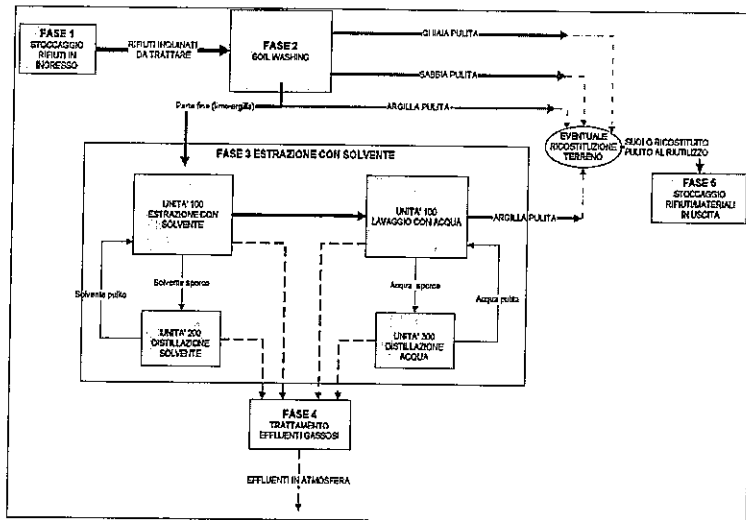 FASE 1
STOCCAGGIO
RIFIUTI IN
INGRESSO
RIFIUTI INQUINATI
DA TRATTARE
FASE 2
SOIL WASHING
GHIAIA PULITA
SABBIA PULITA
Parte fine (limo-argilla)
ARGILLA PULITA
EVENTUALE
RICOSTITUZIONE
TERRENO
SUOLO RICOSTITUITO
PULITO AL RIUTILIZZO
FASE 5
STOCCAGGIO
RIFIUTI/MATERIALI
IN USCITA
FASE 3 ESTRAZIONE CON SOLVENTE
UNITA' 100
ESTRAZIONE CON
SOLVENTE
UNITA' 100
LAVAGGIO CON ACQUA
ARGILLA PULITA
Solvente pulito
Solvente sporco
Acqua sporca
Acqua pulita
UNITA' 200
DISTILLAZIONE
SOLVENTE
UNITA' 300
DISTILLAZIONE
ACQUA
FASE 4
TRATTAMENTO
EFFLUENTI GASSOSI
EFFLUENTI IN ATMOSFERA